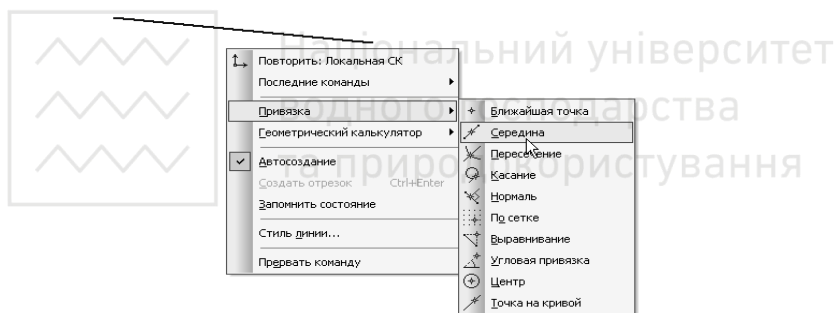 Національний університет
водного господарства
та природокористування
Повторить: Локальная СК
Последние команды
Привязка
Геометрический калькулятор
Автосоздание
Создать отрезок Ctrl+Enter
Запомнить состояние
Стиль линии...
Прервать команду
Ближайшая точка
Середина
Пересечение
Касание
Нормаль
По сетке
Выравнивание
Угловая привязка
Центр
Точка на кривой